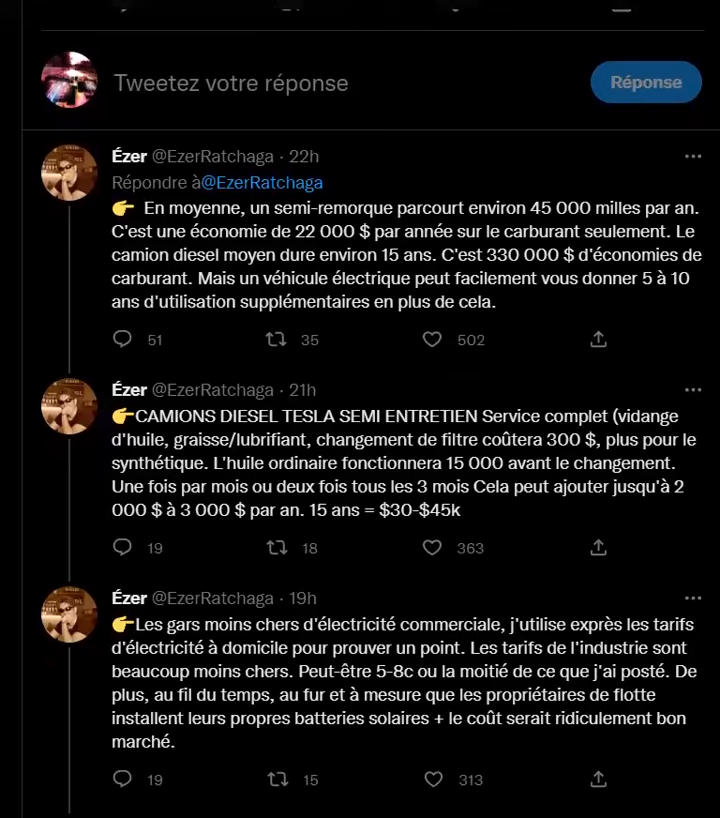 Tweetez votre réponse
Réponse
Ézer @EzerRatchaga · 22h
Répondre à@EzerRatchaga
👉 En moyenne, un semi-remorque parcourt environ 45 000 milles par an.
C'est une économie de 22 000 $ par année sur le carburant seulement. Le
camion diesel moyen dure environ 15 ans. C'est 330 000 $ d'économies de
carburant. Mais un véhicule électrique peut facilement vous donner 5 à 10
ans d'utilisation supplémentaires en plus de cela.
51 35 502
Ézer @EzerRatchaga · 21h
👉CAMIONS DIESEL TESLA SEMI ENTRETIEN Service complet (vidange
d'huile, graisse/lubrifiant, changement de filtre coûtera 300 $, plus pour le
synthétique. L'huile ordinaire fonctionnera 15 000 avant le changement.
Une fois par mois ou deux fois tous les 3 mois Cela peut ajouter jusqu'à 2
000 $ à 3 000 $ par an. 15 ans = $30-$45k
19 18 363
Ézer @EzerRatchaga · 19h
👉Les gars moins chers d'électricité commerciale, j'utilise exprès les tarifs
d'électricité à domicile pour prouver un point. Les tarifs de l'industrie sont
beaucoup moins chers. Peut-être 5-8c ou la moitié de ce que j'ai posté. De
plus, au fil du temps, au fur et à mesure que les propriétaires de flotte
installent leurs propres batteries solaires + le coût serait ridiculement bon
marché.
19 15 313